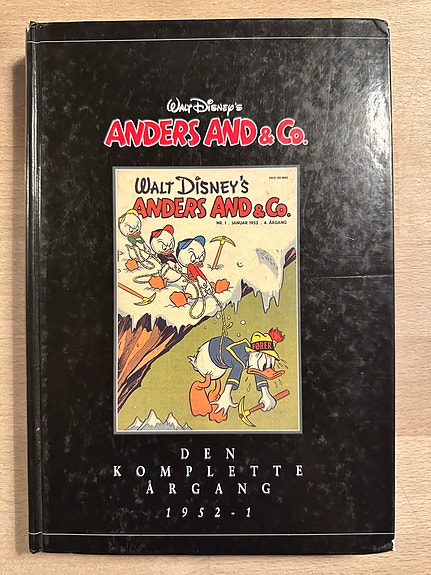 WALT DISNEY'S
ANDERS AND & Co.
WALT DISNEY'S
ANDERS AND & Co.
NR. 1 . JANUAR 1952 . 4. ÅRGANG
FØRER
DEN
KOMPLETTE
ÅRGANG
1952-1